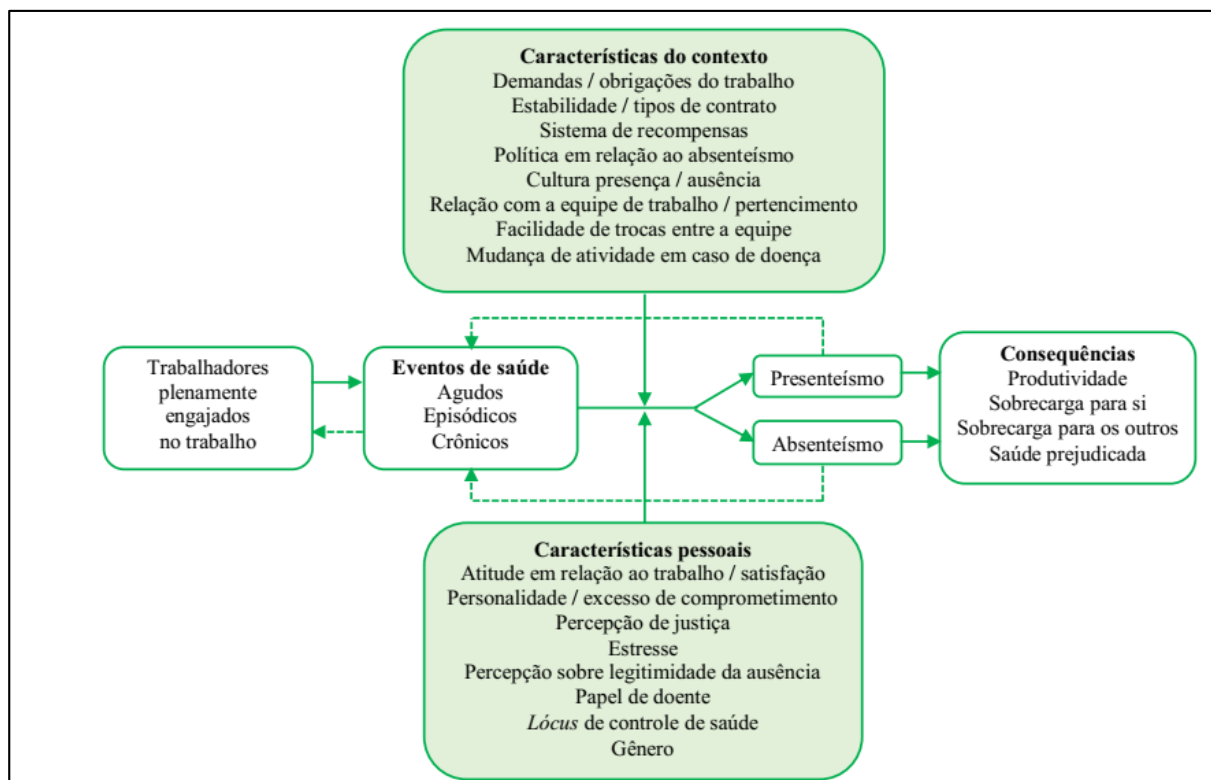 Características do contexto
Demandas / obrigações do trabalho
Estabilidade / tipos de contrato
Sistema de recompensas
Política em relação ao absenteísmo
Cultura presença / ausência
Relação com a equipe de trabalho / pertencimento
Facilidade de trocas entre a equipe
Mudança de atividade em caso de doença
Trabalhadores
plenamente
engajados
no trabalho
Eventos de saúde
Agudos
Episódicos
Crônicos
Presenteísmo
Absenteísmo
Consequências
Produtividade
Sobrecarga para si
Sobrecarga para os outros
Saúde prejudicada
Características pessoais
Atitude em relação ao trabalho / satisfação
Personalidade / excesso de comprometimento
Percepção de justiça
Estresse
Percepção sobre legitimidade da ausência
Papel de doente
Lócus de controle de saúde
Gênero